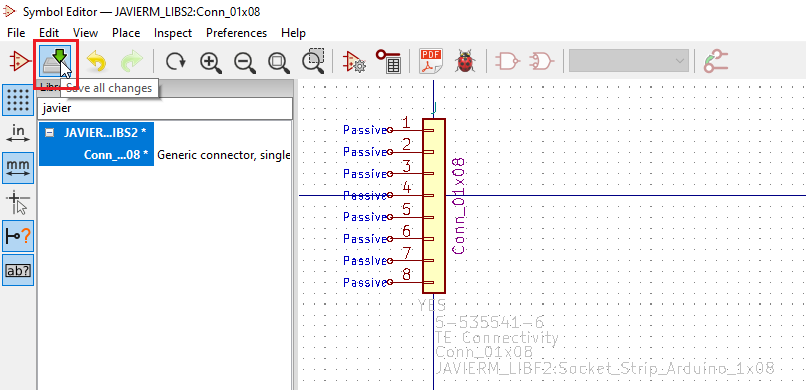 Symbol Editor — JAVIERM_LIBS2:Conn_01x08
File Edit View Place Inspect Preferences Help
PDF
Save all changes
javier
in
JAVIER...IBS2 *
Conn_...08 * Generic connector, single
mm
?
ab?
J
Passive 1
Passive 2
Passive 3
Passive 4
Passive 5
Passive 6
Passive 7
Passive 8
Conn_01x08
YES
5-535541-6
TE Connectivity
Conn_01x08
JAVIERM_LIBF2:Socket_Strip_Arduino_1x08